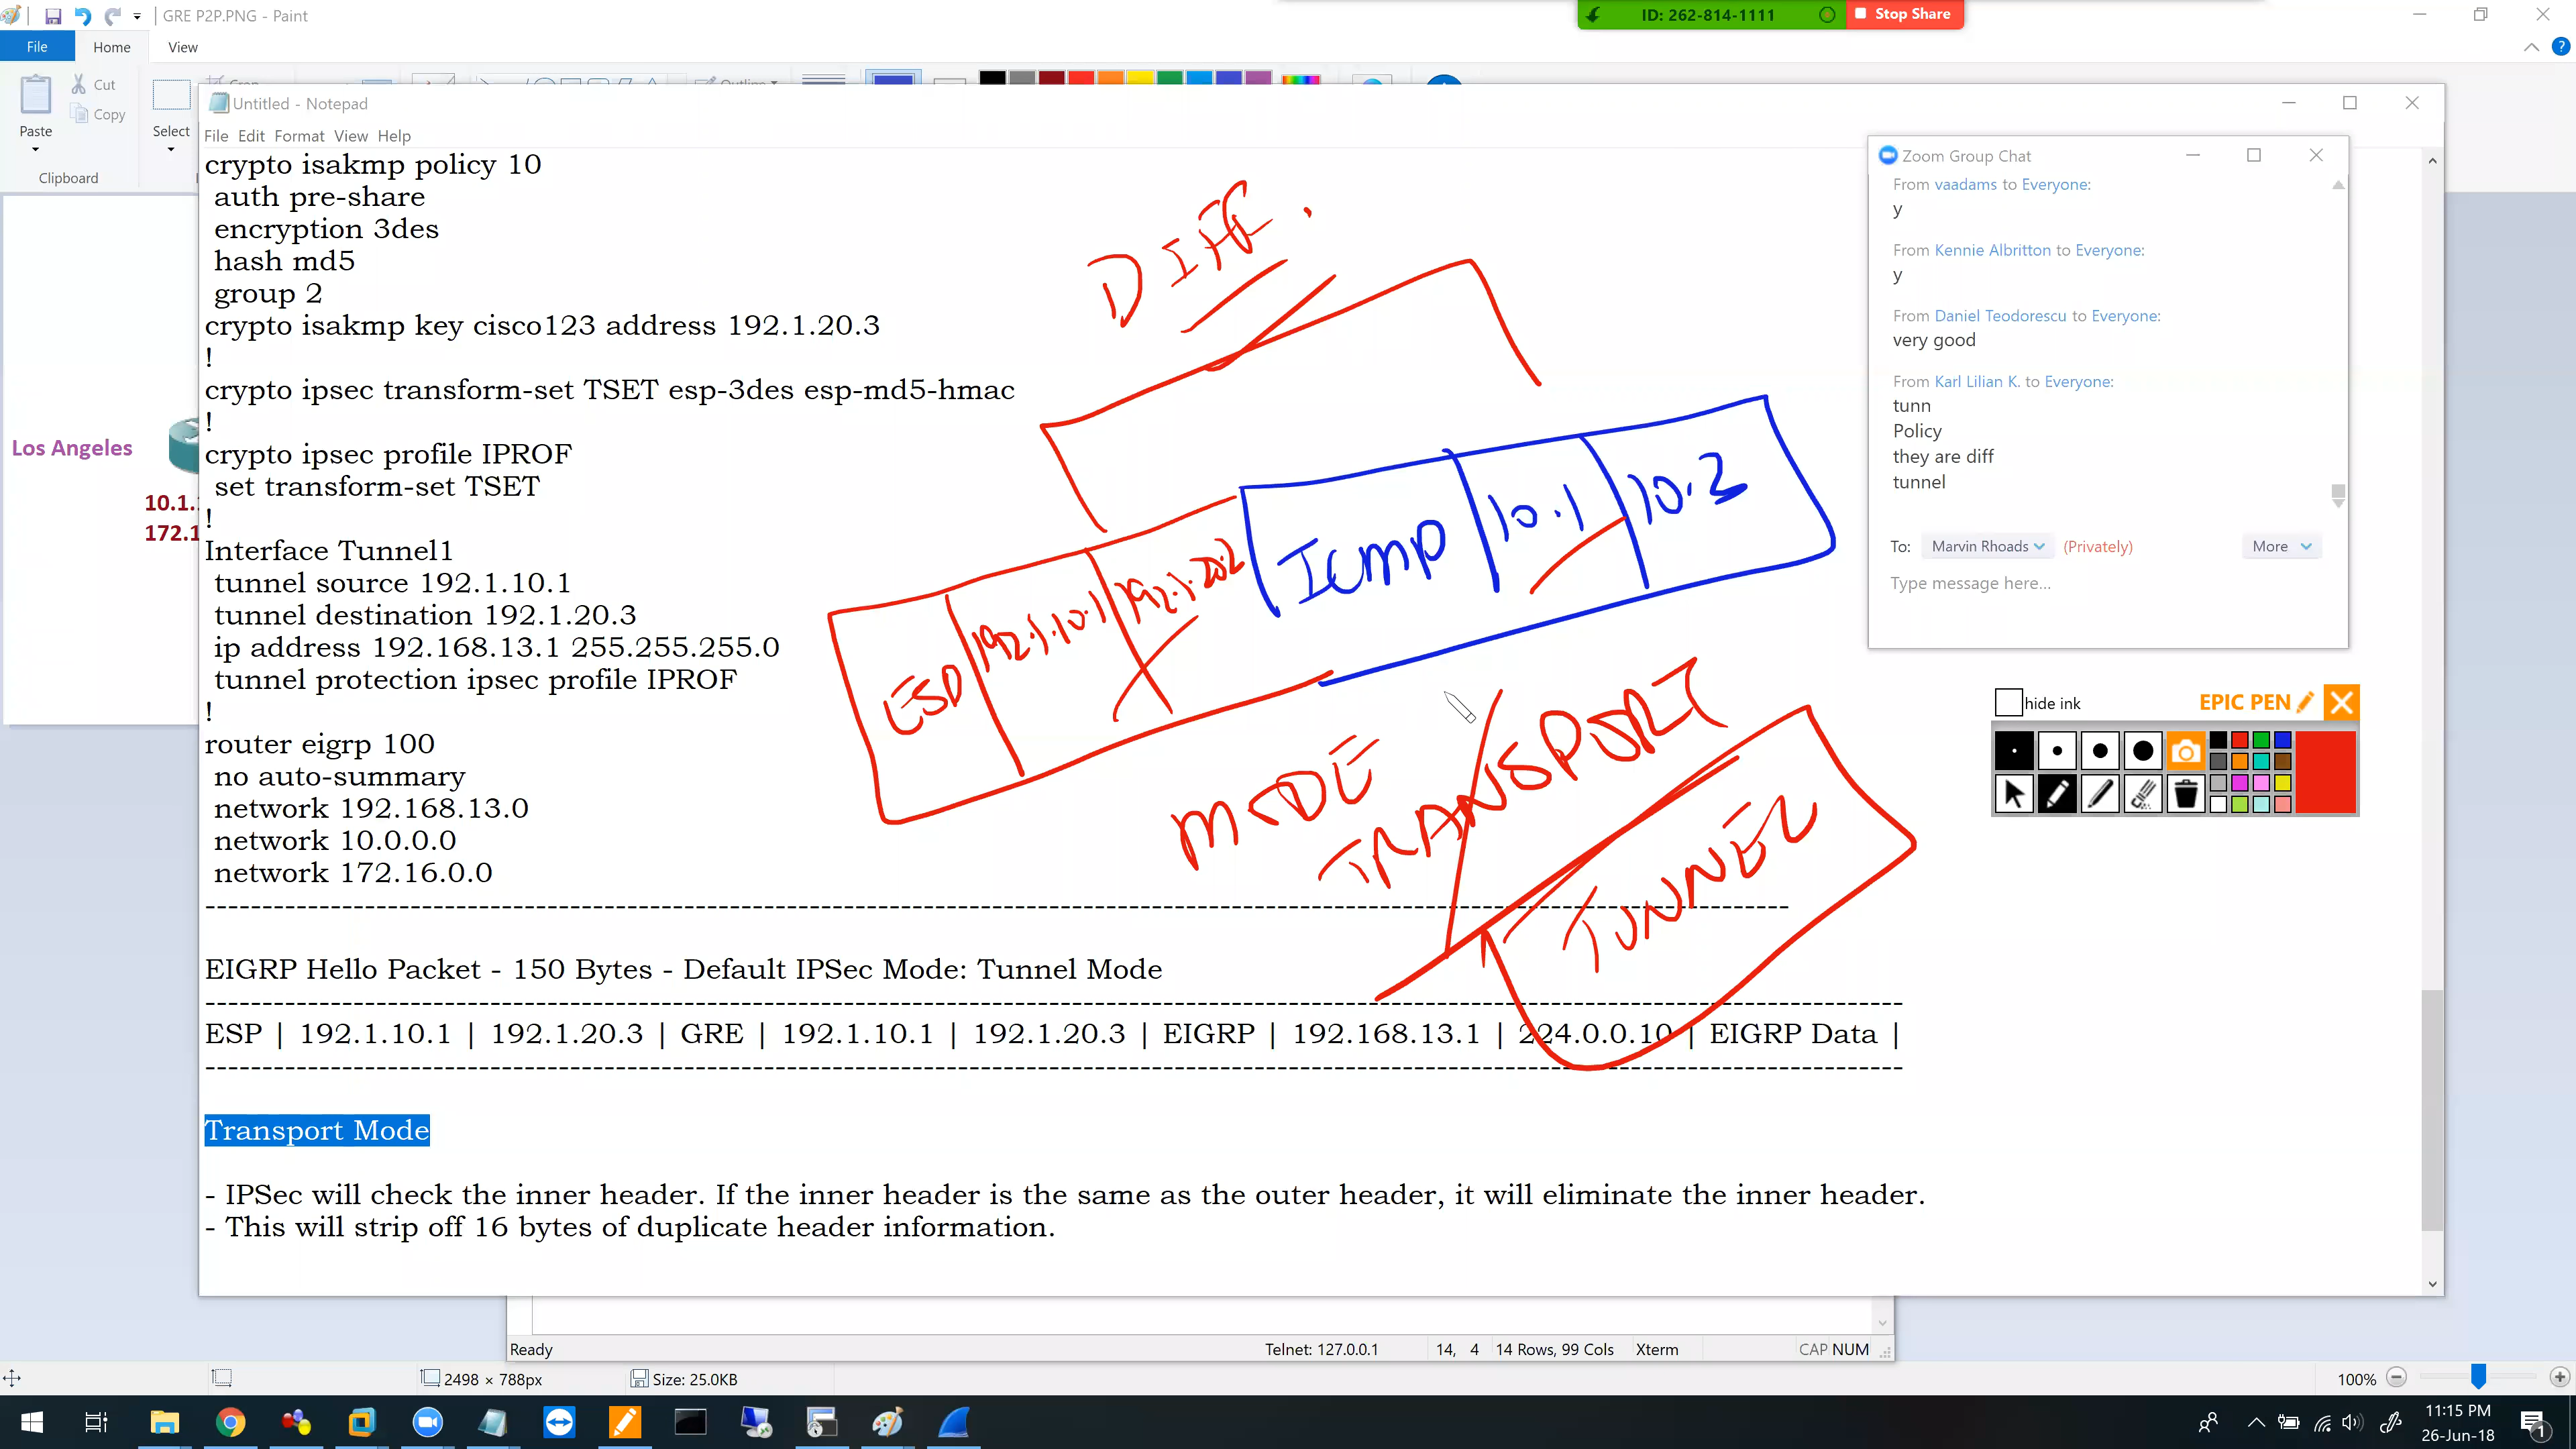 GRE P2P.PNG - Paint
ID: 262-814-1111
Stop Share
File Home View
Cut
Copy
Paste
Select
Clipboard
Untitled - Notepad
File Edit Format View Help
crypto isakmp policy 10
auth pre-share
encryption 3des
hash md5
group 2
crypto isakmp key cisco123 address 192.1.20.3
!
crypto ipsec transform-set TSET esp-3des esp-md5-hmac
!
crypto ipsec profile IPROF
set transform-set TSET
!
Interface Tunnel1
tunnel source 192.1.10.1
tunnel destination 192.1.20.3
ip address 192.168.13.1 255.255.255.0
tunnel protection ipsec profile IPROF
!
router eigrp 100
no auto-summary
network 192.168.13.0
network 10.0.0.0
network 172.16.0.0
EIGRP Hello Packet - 150 Bytes - Default IPSec Mode: Tunnel Mode
ESP | 192.1.10.1 | 192.1.20.3 | GRE | 192.1.10.1 | 192.1.20.3 | EIGRP | 192.168.13.1 | 224.0.0.10 | EIGRP Data |
Transport Mode
- IPSec will check the inner header. If the inner header is the same as the outer header, it will eliminate the inner header.
- This will strip off 16 bytes of duplicate header information.
Los Angeles
10.1.
172.1
DIFF.
ESP 192.1.10.1 192.1.20.2 ICMP 10.1 10.2
MODE
TRANSPORT
TUNNEL
Zoom Group Chat
From vaadams to Everyone:
y
From Kennie Albritton to Everyone:
y
From Daniel Teodorescu to Everyone:
very good
From Karl Lilian K. to Everyone:
tunn
Policy
they are diff
tunnel
To: Marvin Rhoads (Privately) More
Type message here...
hide ink EPIC PEN
Ready Telnet: 127.0.0.1 14, 4 14 Rows, 99 Cols Xterm CAP NUM
2498 × 788px Size: 25.0KB 100%
11:15 PM
26-Jun-18
1